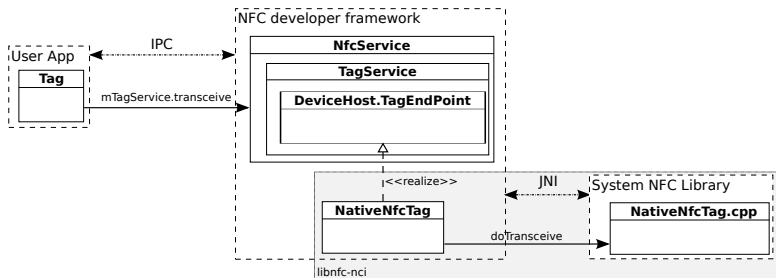 NFC developer framework
IPC
NfcService
User App
TagService
Tag
DeviceHost.TagEndPoint
mTagService.transceive
<<realize>>
JNI
System NFC Library
NativeNfcTag
NativeNfcTag.cpp
doTransceive
libnfc-nci